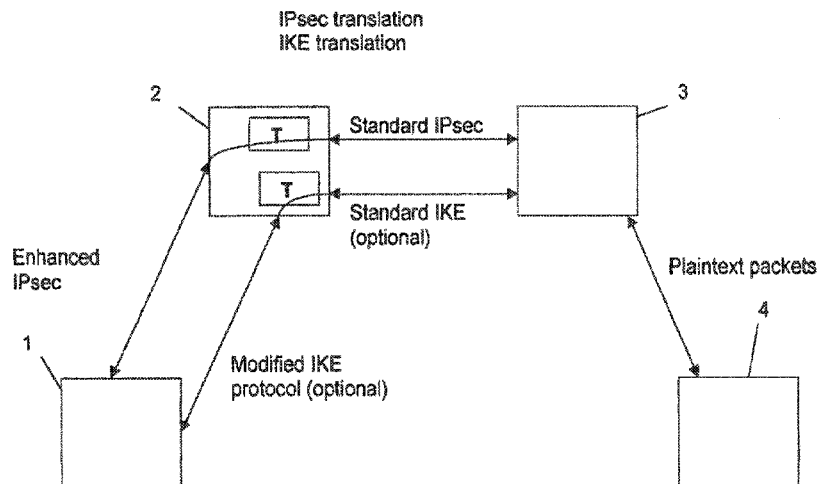 IPsec translation
IKE translation
2
3
T
Standard IPsec
T
Standard IKE
(optional)
Enhanced
IPsec
Plaintext packets
1
4
Modified IKE
protocol (optional)